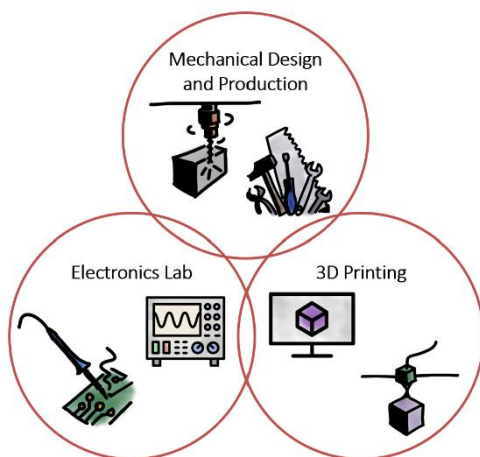 Mechanical Design
and Production
Electronics Lab
3D Printing